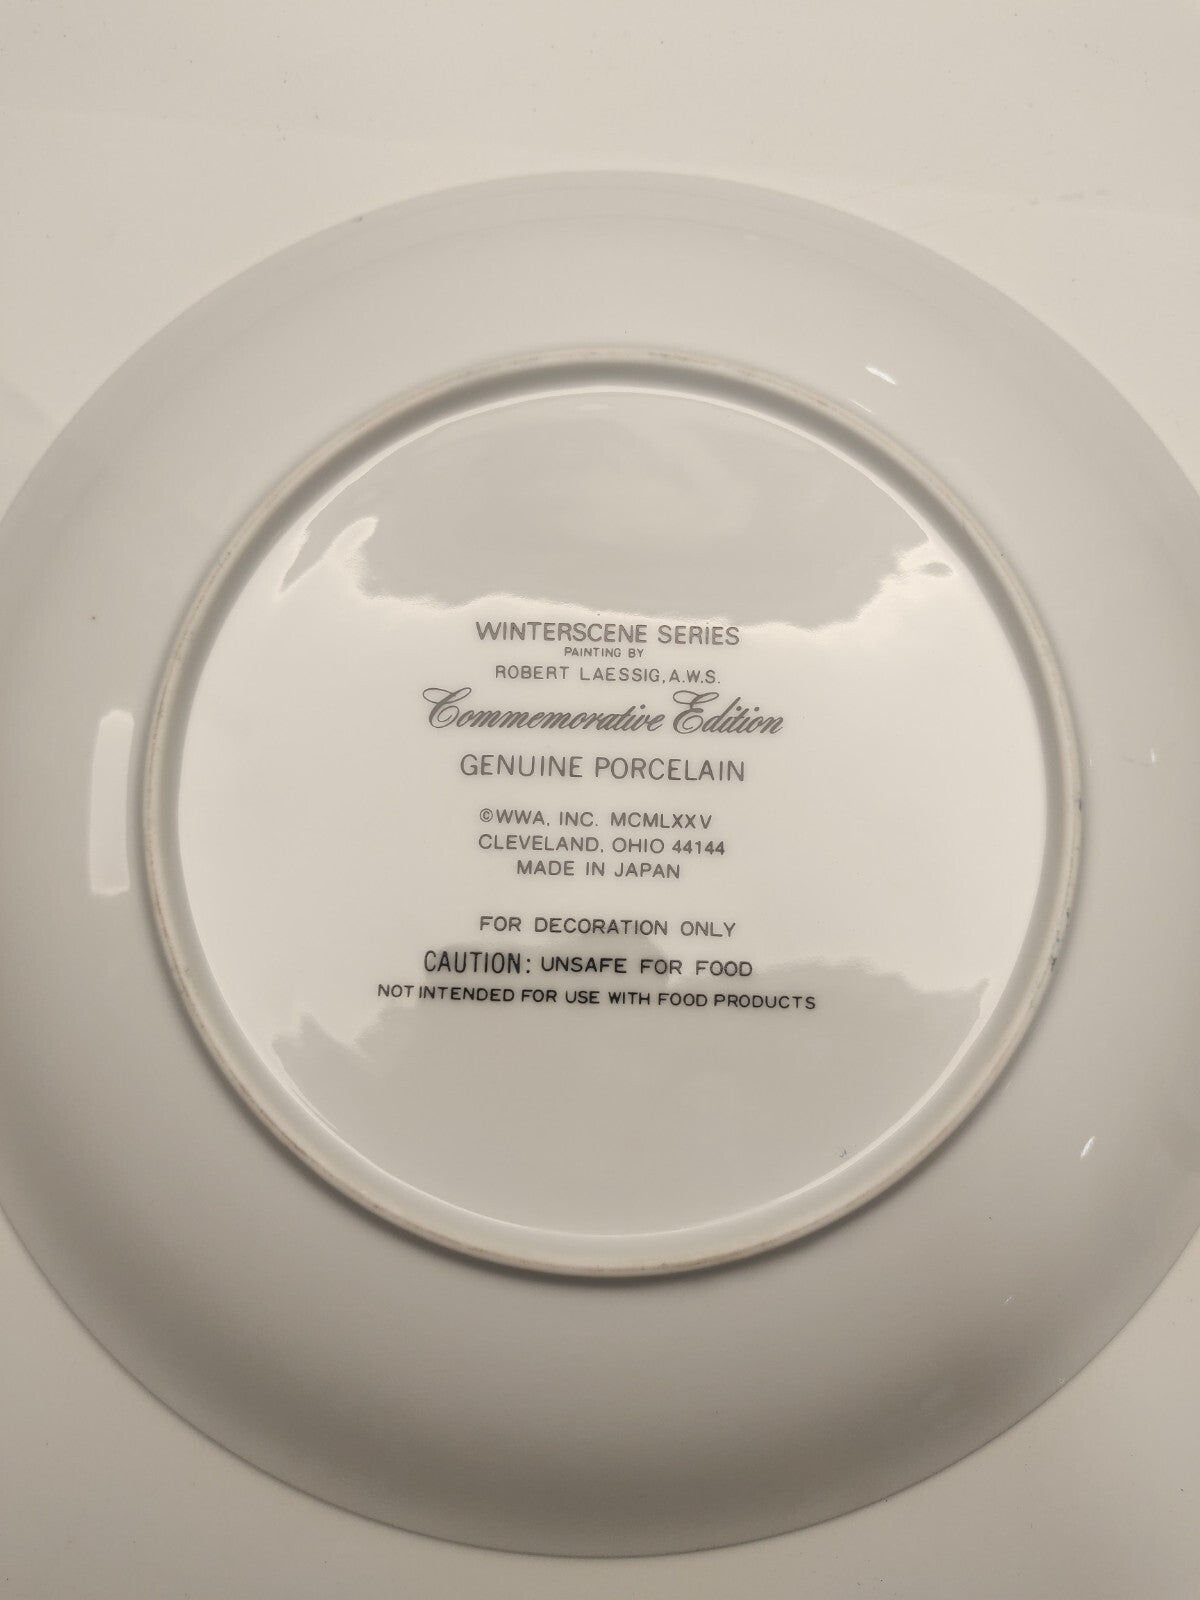 WINTERSCENE SERIES
PAINTING BY
ROBERT LAESSIG, A.W.S.
Commemorative Edition
GENUINE PORCELAIN
©WWA, INC. MCMLXXV
CLEVELAND, OHIO 44144
MADE IN JAPAN
FOR DECORATION ONLY
CAUTION: UNSAFE FOR FOOD
NOT INTENDED FOR USE WITH FOOD PRODUCTS